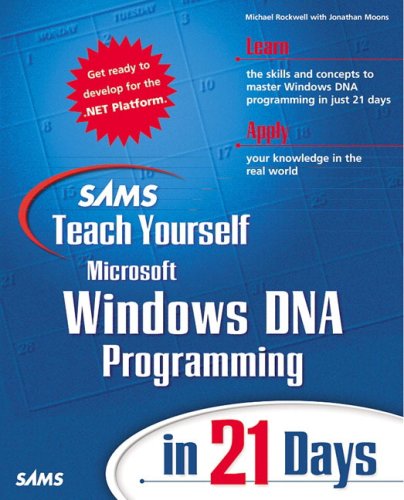 Michael Rockwell with Jonathan Moons
Get ready to
develop for the
.NET Platform.
Learn
the skills and concepts to
master Windows DNA
programming in just 21 days
Apply
your knowledge in the
real world
SAMS
Teach Yourself
Microsoft
Windows DNA
Programming
in 21 Days
SAMS